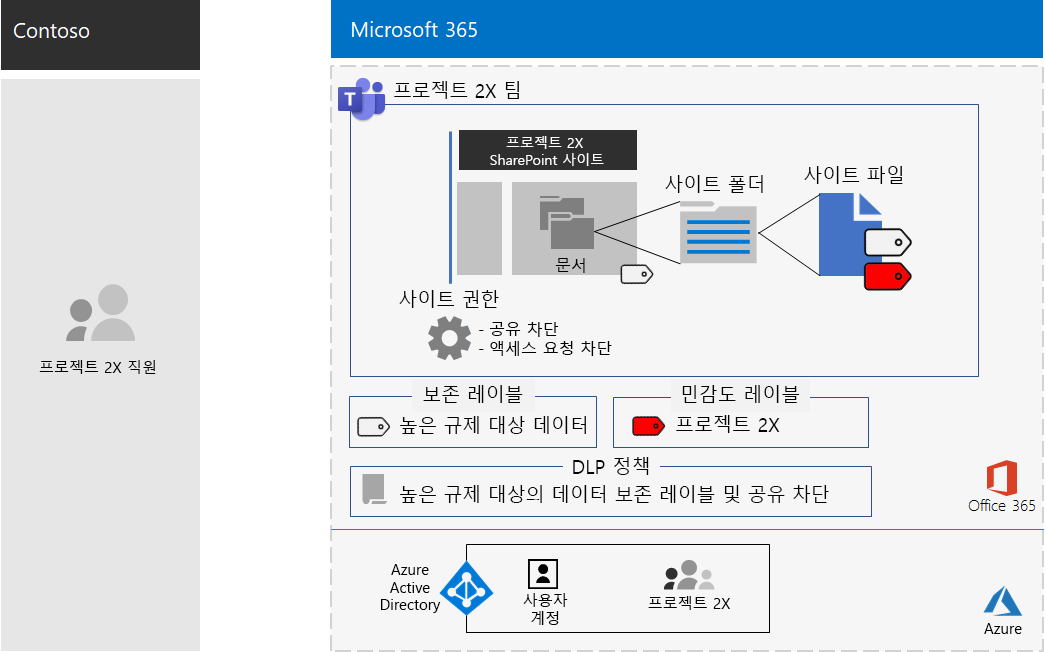 Contoso
Microsoft 365
T
프로젝트 2X 팀
프로젝트 2X
SharePoint 사이트
사이트 폴더
사이트 파일
문서
사이트 권한
- 공유 차단
- 액세스 요청 차단
프로젝트 2X 직원
보존 레이블
높은 규제 대상 데이터
민감도 레이블
프로젝트 2X
DLP 정책
높은 규제 대상의 데이터 보존 레이블 및 공유 차단
Office 365
Azure
Active
Directory
사용자
계정
프로젝트 2X
Azure